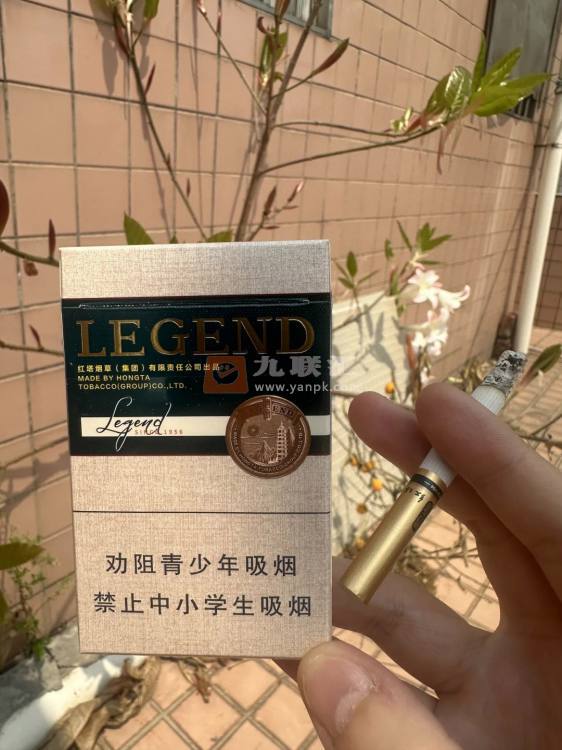 LEGEND
红塔烟草（集团）有限责任公司出品
MADE BY HONGTA
TOBACCO(GROUP)CO.,LTD.
九联
www.yanpk.com
Legend
SINCE 1956
LEGEND
劝阻青少年吸烟
禁止中小学生吸烟